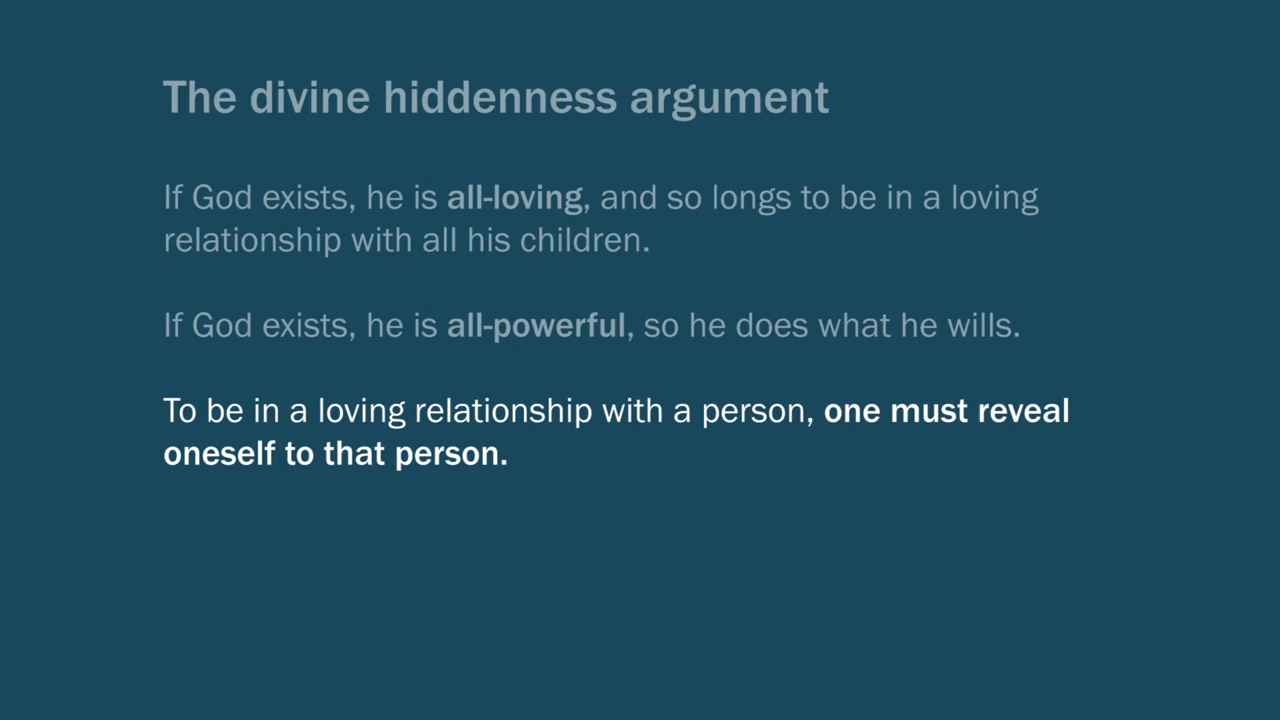 The divine hiddenness argument
If God exists, he is all-loving, and so longs to be in a loving
relationship with all his children.
If God exists, he is all-powerful, so he does what he wills.
To be in a loving relationship with a person, one must reveal
oneself to that person.